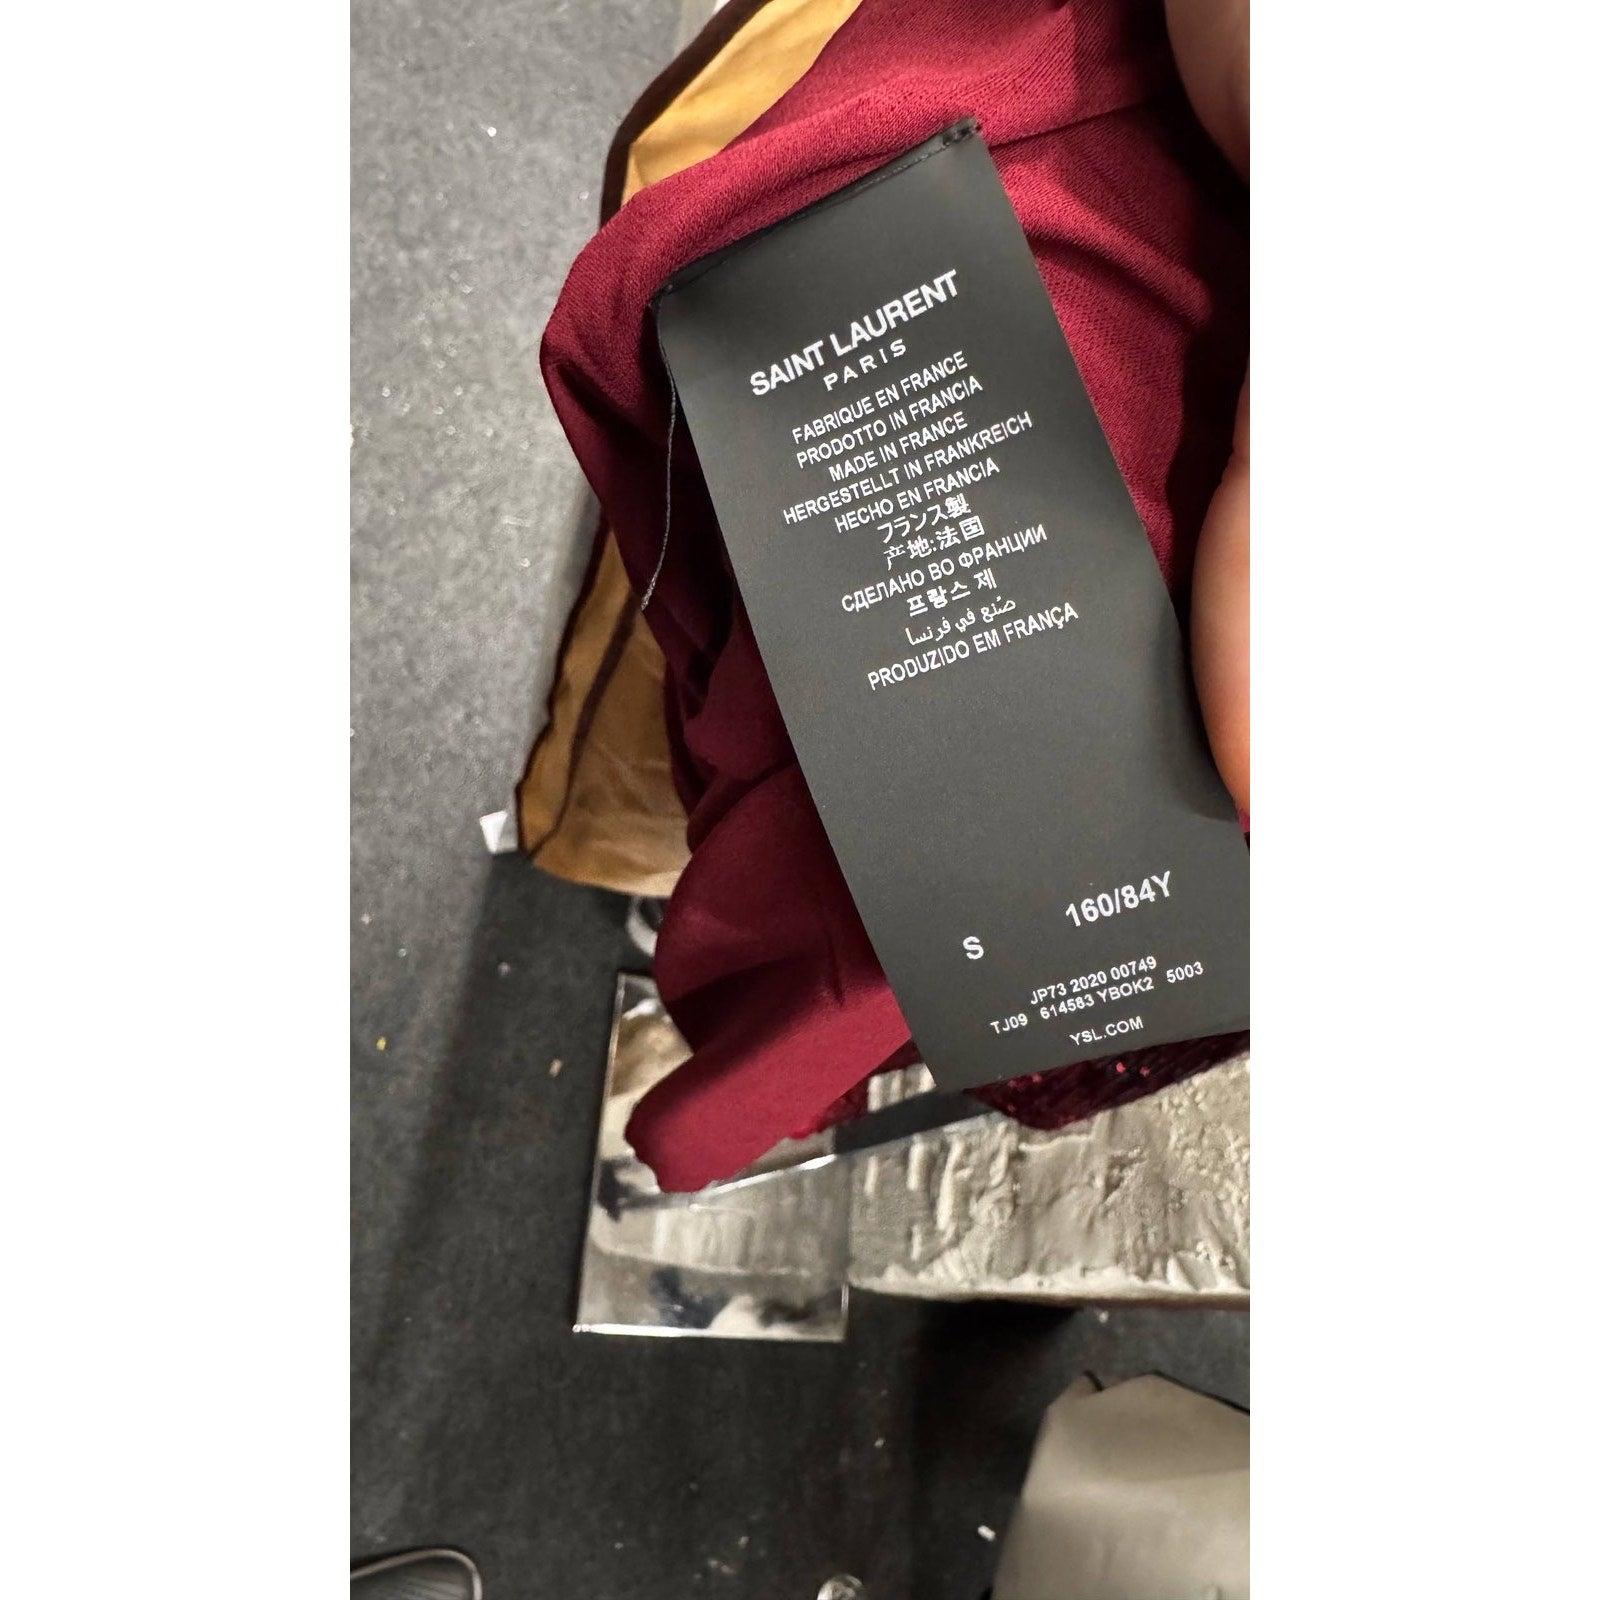 SAINT LAURENT
PARIS
FABRIQUE EN FRANCE
PRODOTTO IN FRANCIA
MADE IN FRANCE
HERGESTELLT IN FRANKREICH
HECHO EN FRANCIA
フランス製
产地:法国
СДЕЛАНО ВО ФРАНЦИИ
프랑스 제
صُنع في فرنسا
PRODUZIDO EM FRANÇA
S 160/84Y
JP73 2020 00749
TJ09 614583 YBOK2 5003
YSL.COM